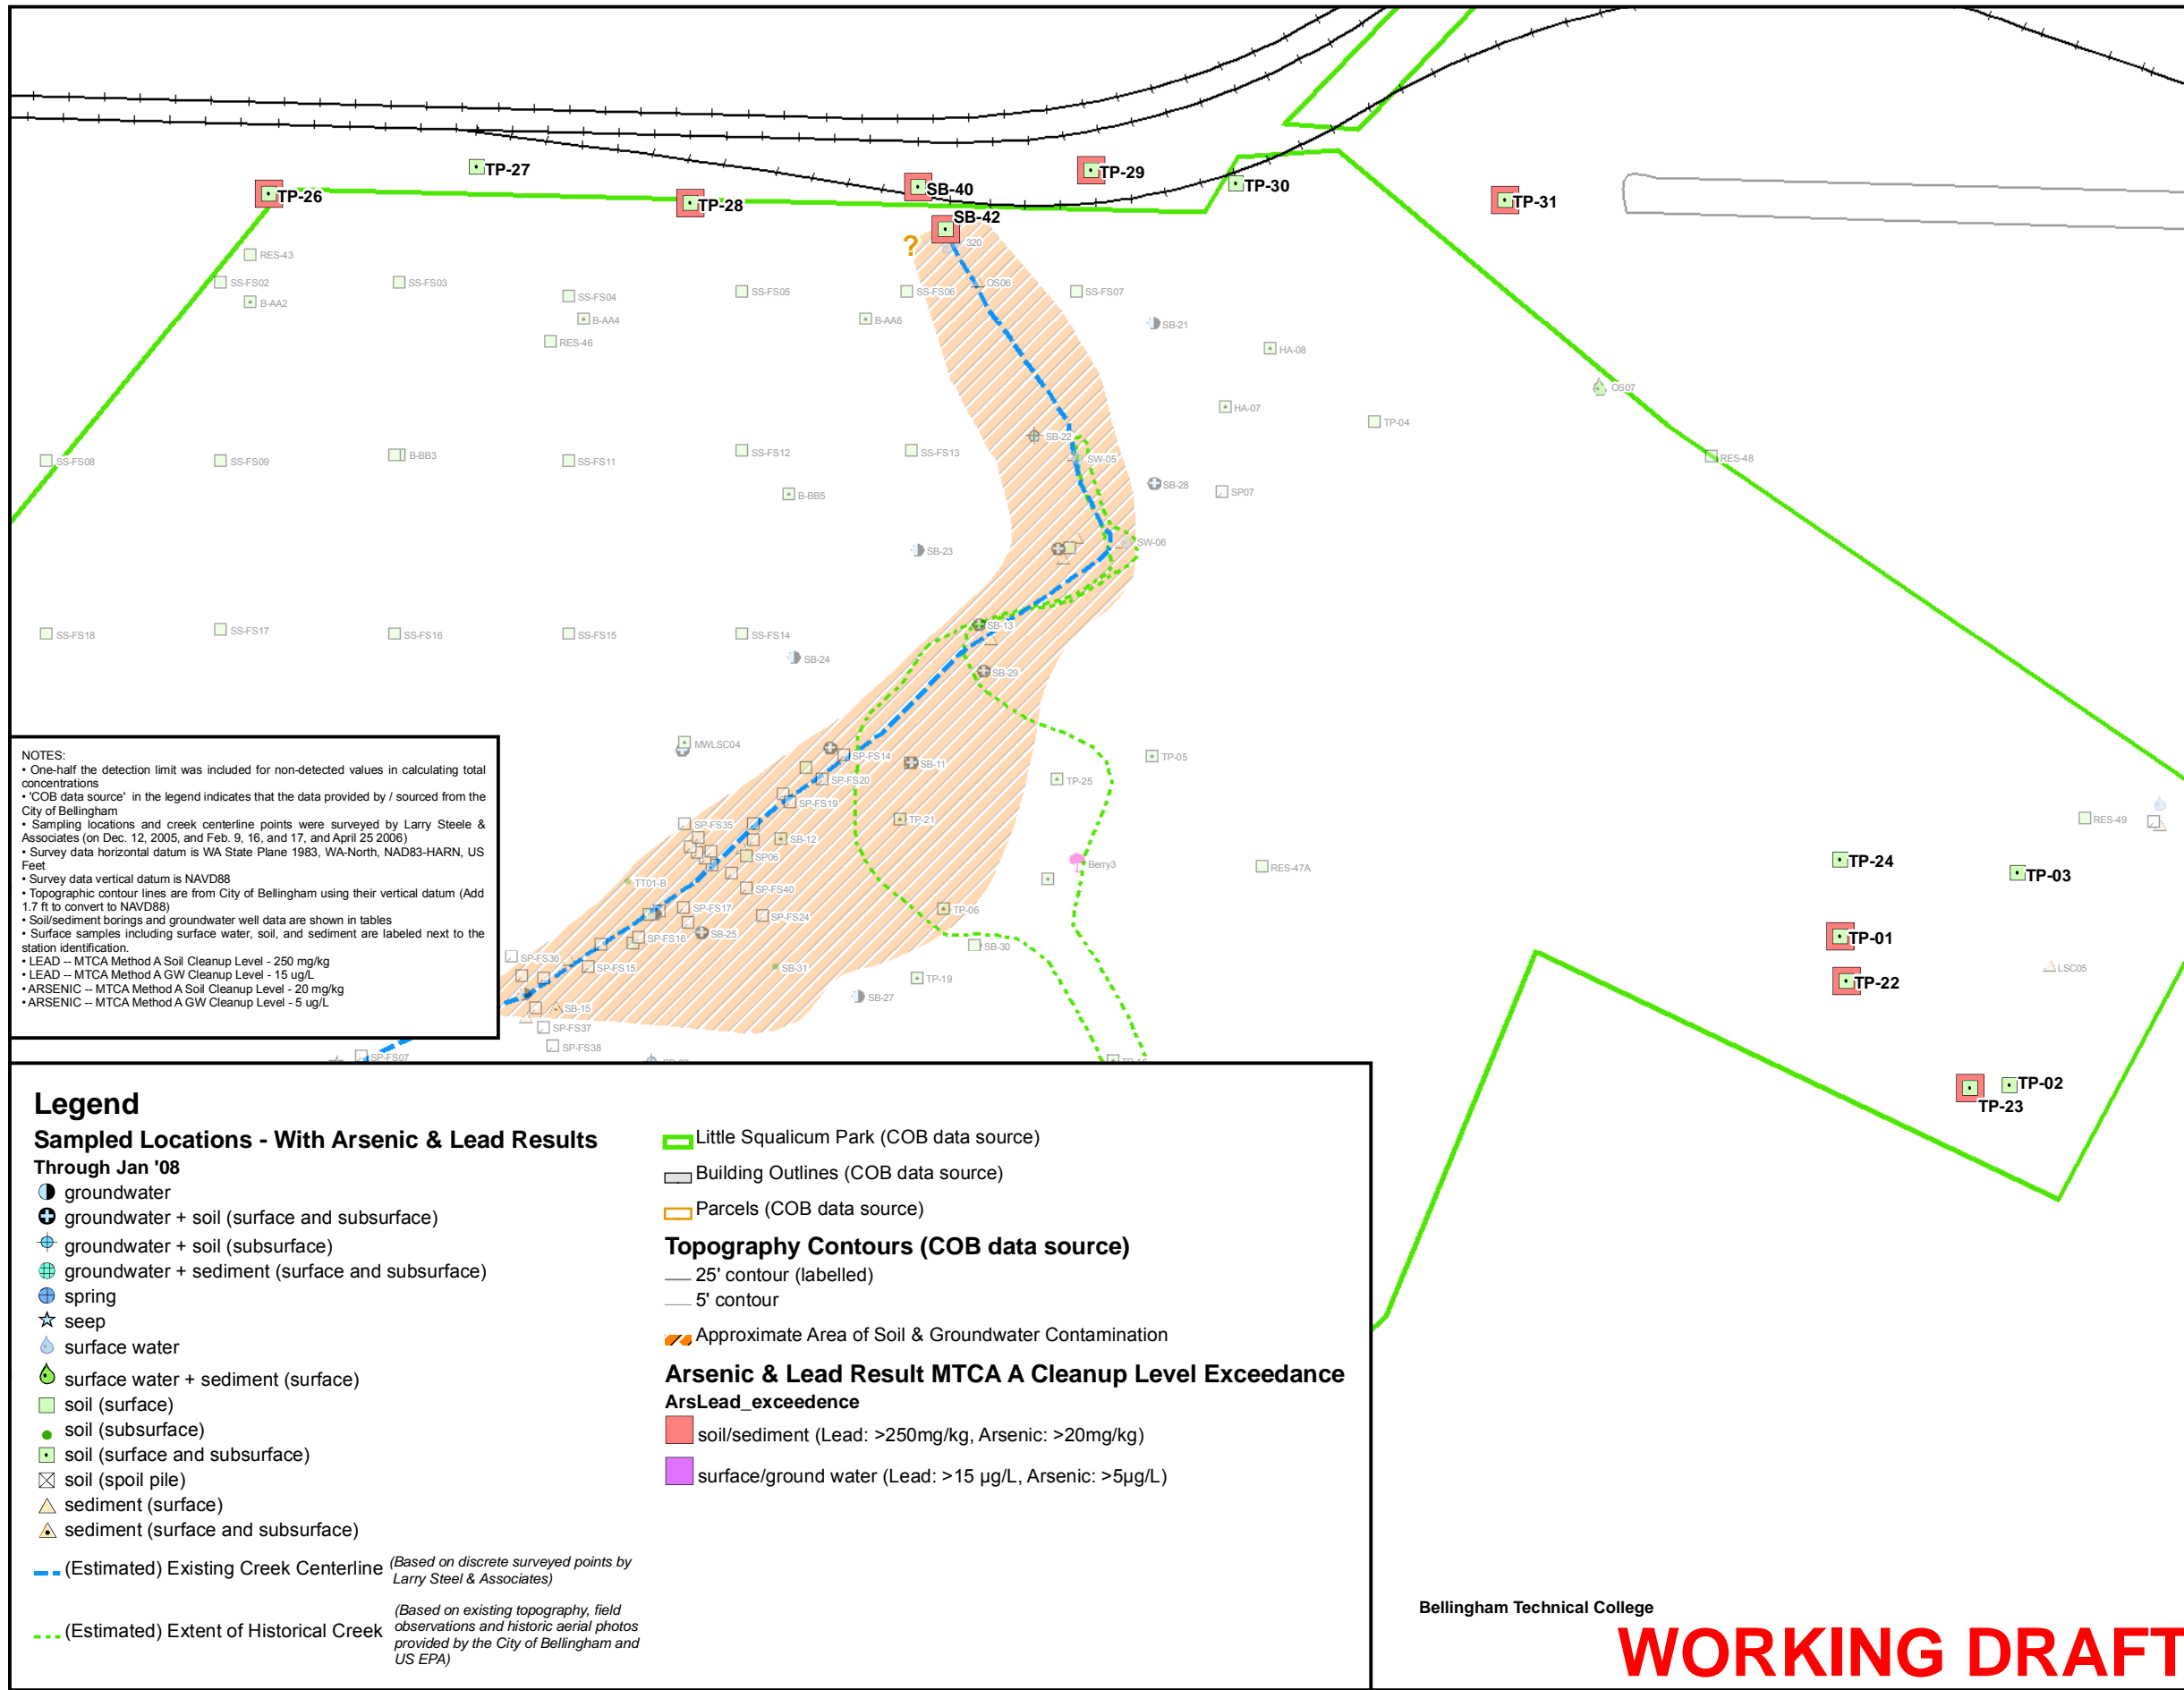 TP-27
TP-29
TP-26
SB-40
TP-30
TP-28
TP-31
SB-42
?
320
RES-43
SS-FS02
SS-FS03
OS06
SS-FS04
SS-FS05
SS-FS06
SS-FS07
B-AA2
B-AA4
B-AA6
SB-21
RES-46
HA-08
OS07
HA-07
TP-04
SB-22
SS-FS08
SS-FS09
B-BB3
SS-FS11
SS-FS12
SS-FS13
SW-05
RES-48
B-BB5
SB-28
SP07
SB-23
SW-06
SS-FS18
SS-FS17
SS-FS16
SS-FS15
SS-FS14
SB-13
SB-24
SB-29
MWLSC04
SP-FS14
SB-11
TP-05
SP-FS20
TP-25
SP-FS19
SP-FS35
TP-21
RES-49
SB-12
SP06
Berry3
RES-47A
TP-24
TP-03
TT01-B
SP-FS40
SP-FS17
SP-FS24
TP-06
SP-FS16
SB-25
SB-30
TP-01
SP-FS36
SP-FS15
SB-31
TP-19
LSC05
TP-22
SB-27
SB-15
SP-FS37
SP-FS38
SP-FS07
TP-02
TP-23
NOTES:
• One-half the detection limit was included for non-detected values in calculating total
concentrations
• 'COB data source' in the legend indicates that the data provided by / sourced from the
City of Bellingham
• Sampling locations and creek centerline points were surveyed by Larry Steele &
Associates (on Dec. 12, 2005, and Feb. 9, 16, and 17, and April 25 2006)
• Survey data horizontal datum is WA State Plane 1983, WA-North, NAD83-HARN, US
Feet
• Survey data vertical datum is NAVD88
• Topographic contour lines are from City of Bellingham using their vertical datum (Add
1.7 ft to convert to NAVD88)
• Soil/sediment borings and groundwater well data are shown in tables
• Surface samples including surface water, soil, and sediment are labeled next to the
station identification.
• LEAD -- MTCA Method A Soil Cleanup Level - 250 mg/kg
• LEAD -- MTCA Method A GW Cleanup Level - 15 ug/L
• ARSENIC -- MTCA Method A Soil Cleanup Level - 20 mg/kg
• ARSENIC -- MTCA Method A GW Cleanup Level - 5 ug/L
Legend
Sampled Locations - With Arsenic & Lead Results
Through Jan '08
groundwater
groundwater + soil (surface and subsurface)
groundwater + soil (subsurface)
groundwater + sediment (surface and subsurface)
spring
seep
surface water
surface water + sediment (surface)
soil (surface)
soil (subsurface)
soil (surface and subsurface)
soil (spoil pile)
sediment (surface)
sediment (surface and subsurface)
(Estimated) Existing Creek Centerline
(Based on discrete surveyed points by
Larry Steel & Associates)
(Estimated) Extent of Historical Creek
(Based on existing topography, field
observations and historic aerial photos
provided by the City of Bellingham and
US EPA)
Little Squalicum Park (COB data source)
Building Outlines (COB data source)
Parcels (COB data source)
Topography Contours (COB data source)
25' contour (labelled)
5' contour
Approximate Area of Soil & Groundwater Contamination
Arsenic & Lead Result MTCA A Cleanup Level Exceedance
ArsLead_exceedence
soil/sediment (Lead: >250mg/kg, Arsenic: >20mg/kg)
surface/ground water (Lead: >15 µg/L, Arsenic: >5µg/L)
Bellingham Technical College
WORKING DRAFT